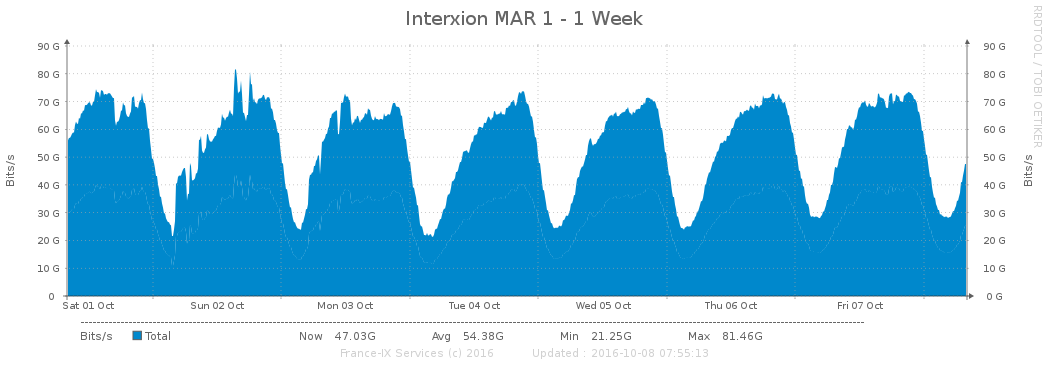 Interxion MAR 1 - 1 Week
RRDTOOL / TOBI OETIKER
Bits/s
90 G 90 G
80 G 80 G
70 G 70 G
60 G 60 G
50 G 50 G
40 G 40 G
30 G 30 G
20 G 20 G
10 G 10 G
0 0 G
Bits/s
Sat 01 Oct Sun 02 Oct Mon 03 Oct Tue 04 Oct Wed 05 Oct Thu 06 Oct Fri 07 Oct
Bits/s Total Now 47.03G Avg 54.38G Min 21.25G Max 81.46G
France-IX Services (c) 2016 Updated : 2016-10-08 07:55:13